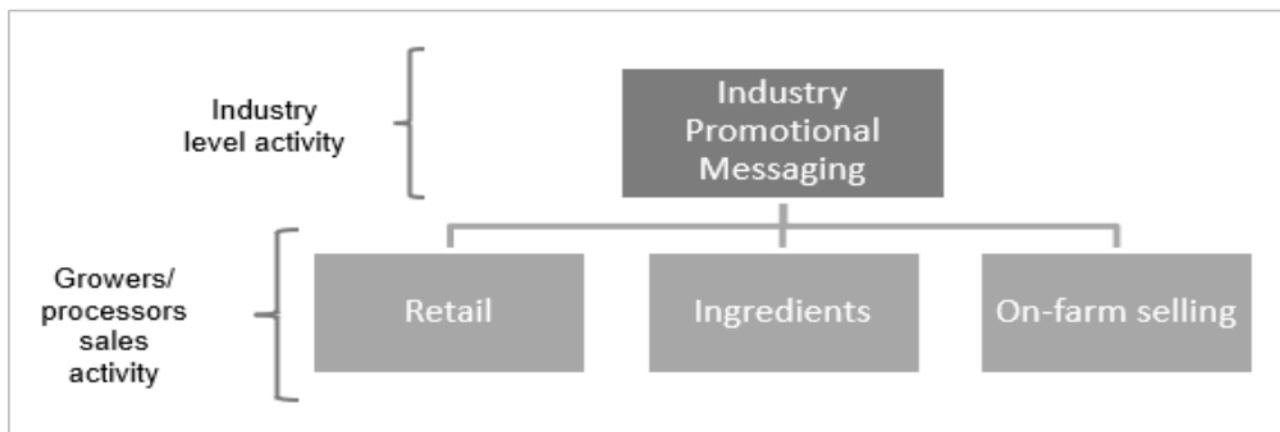 Industry
level activity
Industry
Promotional
Messaging
Growers/
processors
sales
activity
Retail
Ingredients
On-farm selling